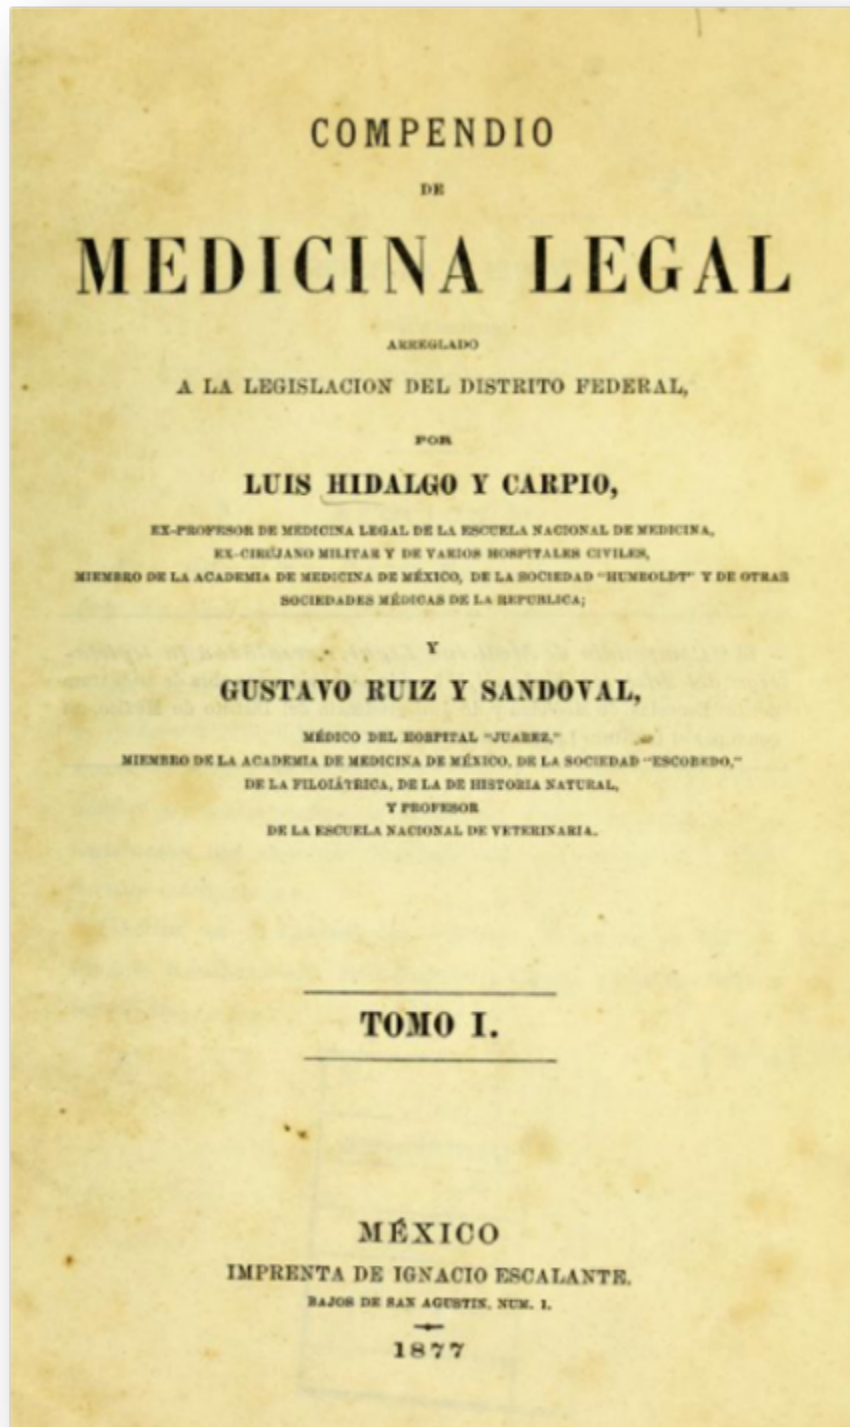 COMPENDIO
DE
MEDICINA LEGAL
ARREGLADO
A LA LEGISLACION DEL DISTRITO FEDERAL,
POR
LUIS HIDALGO Y CARPIO,
EX-PROFESOR DE MEDICINA LEGAL DE LA ESCUELA NACIONAL DE MEDICINA,
EX-CIRUJANO MILITAR Y DE VARIOS HOSPITALES CIVILES,
MIEMBRO DE LA ACADEMIA DE MEDICINA DE MÉXICO, DE LA SOCIEDAD "HUMBOLDT" Y DE OTRAS
SOCIEDADES MÉDICAS DE LA REPUBLICA;
Y
GUSTAVO RUIZ Y SANDOVAL,
MÉDICO DEL HOSPITAL "JUAREZ,"
MIEMBRO DE LA ACADEMIA DE MEDICINA DE MÉXICO, DE LA SOCIEDAD "ESCOBEDO,"
DE LA FILOIÁTRICA, DE LA DE HISTORIA NATURAL,
Y PROFESOR
DE LA ESCUELA NACIONAL DE VETERINARIA.
TOMO I.
MÉXICO
IMPRENTA DE IGNACIO ESCALANTE.
BAJOS DE SAN AGUSTIN, NUM. 1.
1877